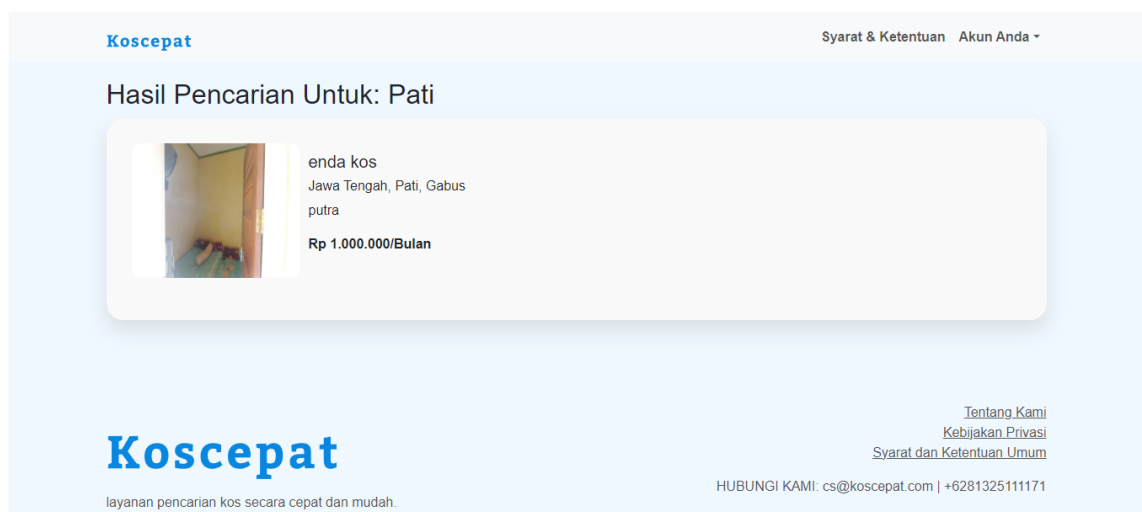 Koscepat
Syarat & Ketentuan Akun Anda
Hasil Pencarian Untuk: Pati
enda kos
Jawa Tengah, Pati, Gabus
putra
Rp 1.000.000/Bulan
Koscepat
layanan pencarian kos secara cepat dan mudah.
Tentang Kami
Kebijakan Privasi
Syarat dan Ketentuan Umum
HUBUNGI KAMI: cs@koscepat.com | +6281325111171